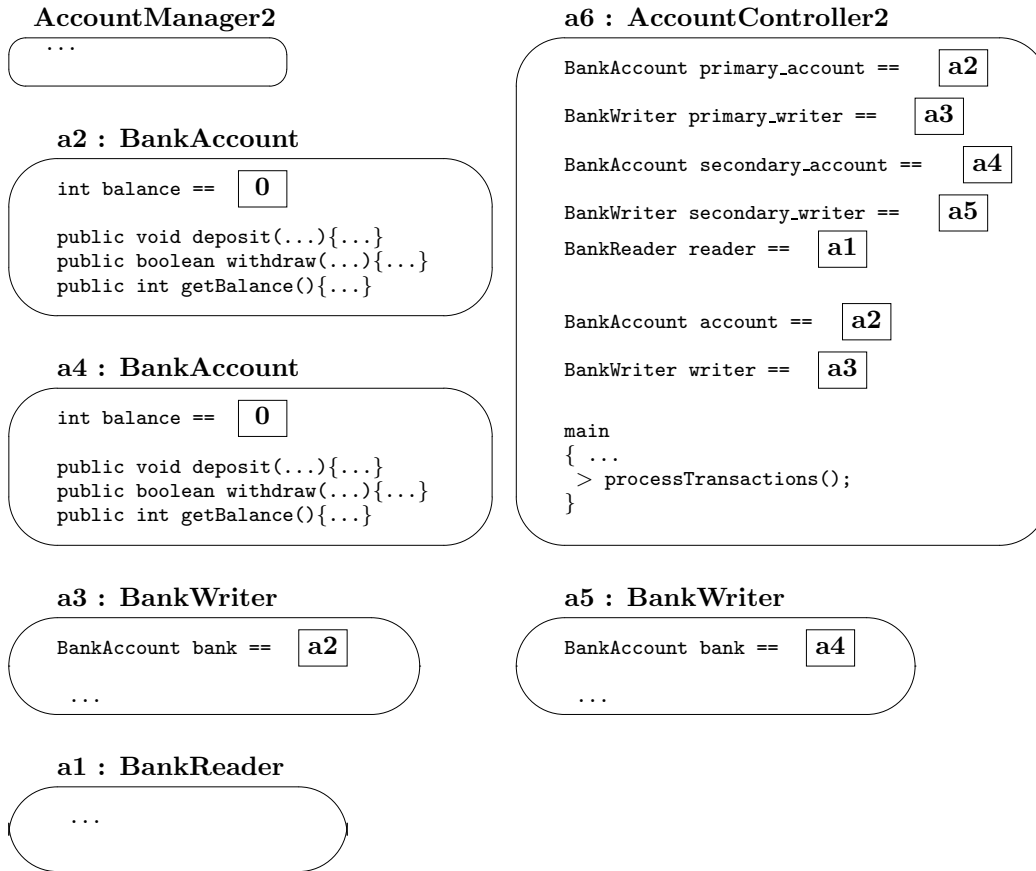 AccountManager2
...
a2 : BankAccount
int balance == 0
public void deposit(...){...}
public boolean withdraw(...){...}
public int getBalance(){...}
a4 : BankAccount
int balance == 0
public void deposit(...){...}
public boolean withdraw(...){...}
public int getBalance(){...}
a6 : AccountController2
BankAccount primary_account == a2
BankWriter primary_writer == a3
BankAccount secondary_account == a4
BankWriter secondary_writer == a5
BankReader reader == a1
BankAccount account == a2
BankWriter writer == a3
main
{ ...
> processTransactions();
}
a3 : BankWriter
BankAccount bank == a2
...
a5 : BankWriter
BankAccount bank == a4
...
a1 : BankReader
...